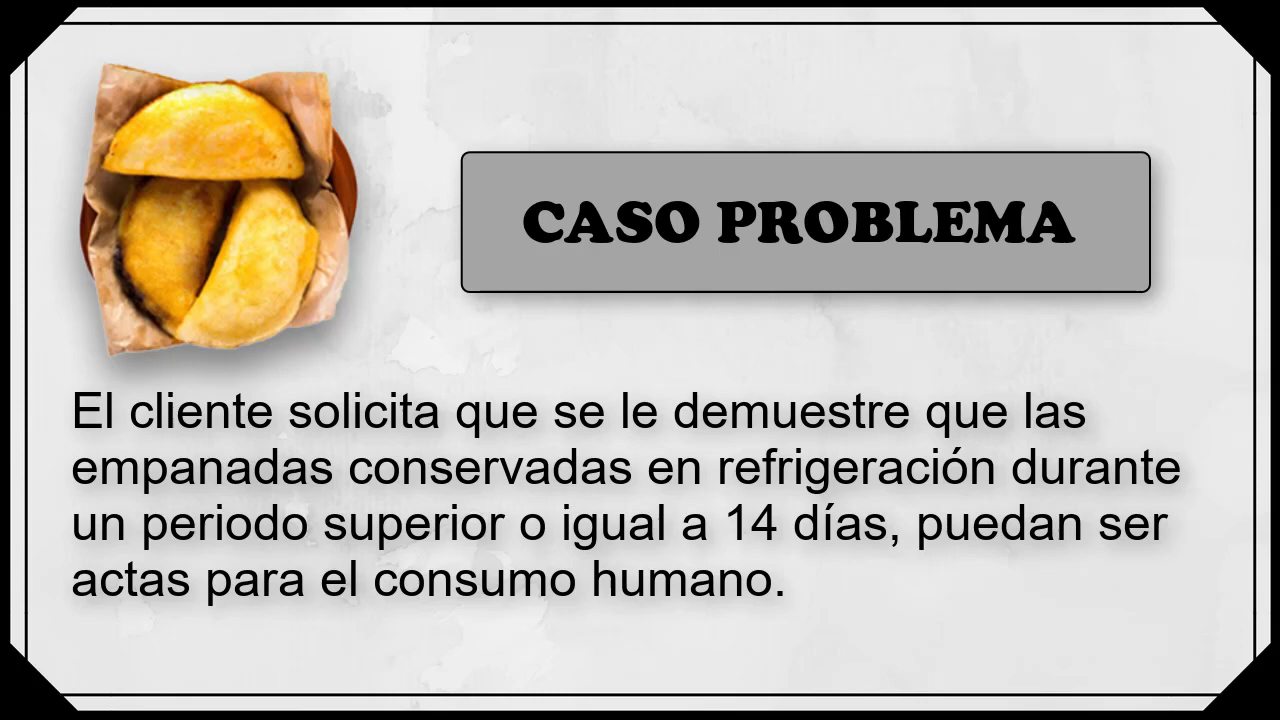 CASO PROBLEMA
El cliente solicita que se le demuestre que las
empanadas conservadas en refrigeración durante
un periodo superior o igual a 14 días, puedan ser
actas para el consumo humano.